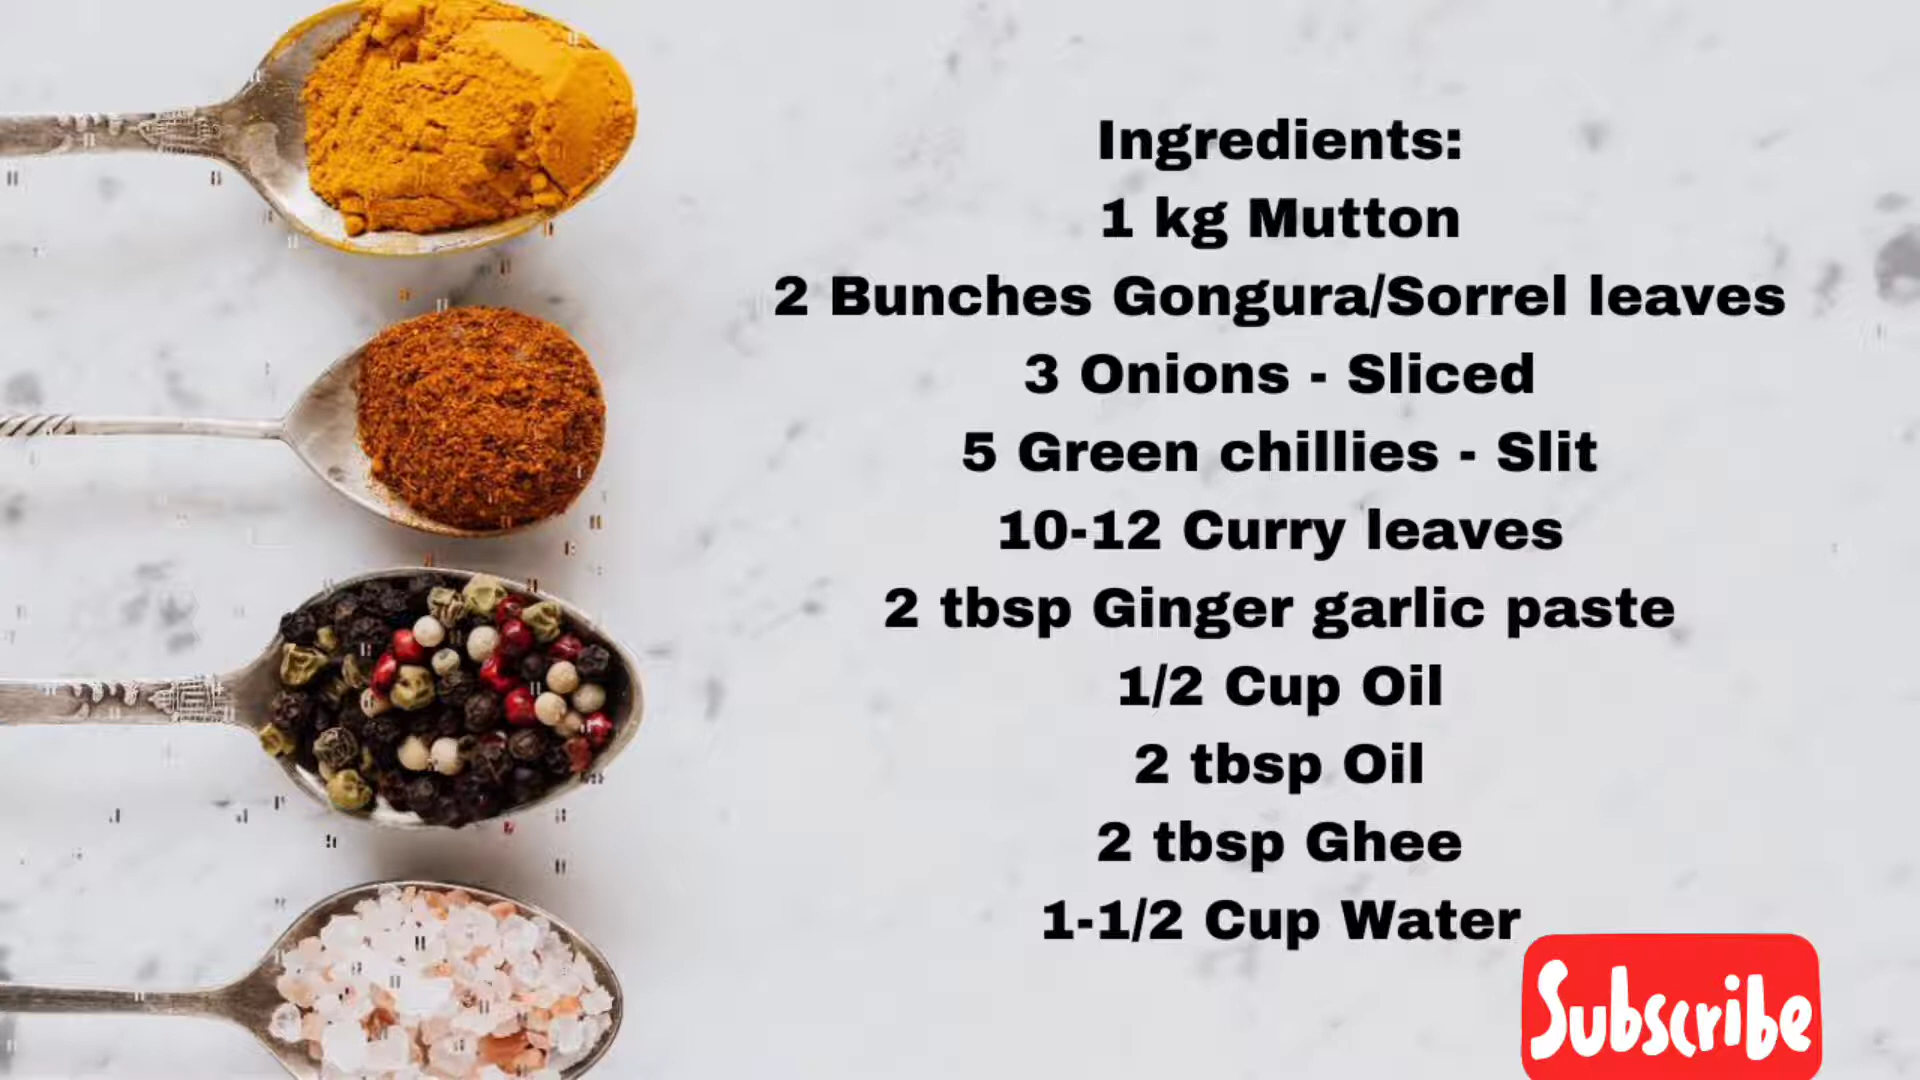 Ingredients:
1 kg Mutton
2 Bunches Gongura/Sorrel leaves
3 Onions - Sliced
5 Green chillies - Slit
10-12 Curry leaves
2 tbsp Ginger garlic paste
1/2 Cup Oil
2 tbsp Oil
2 tbsp Ghee
1-1/2 Cup Water
Subscribe